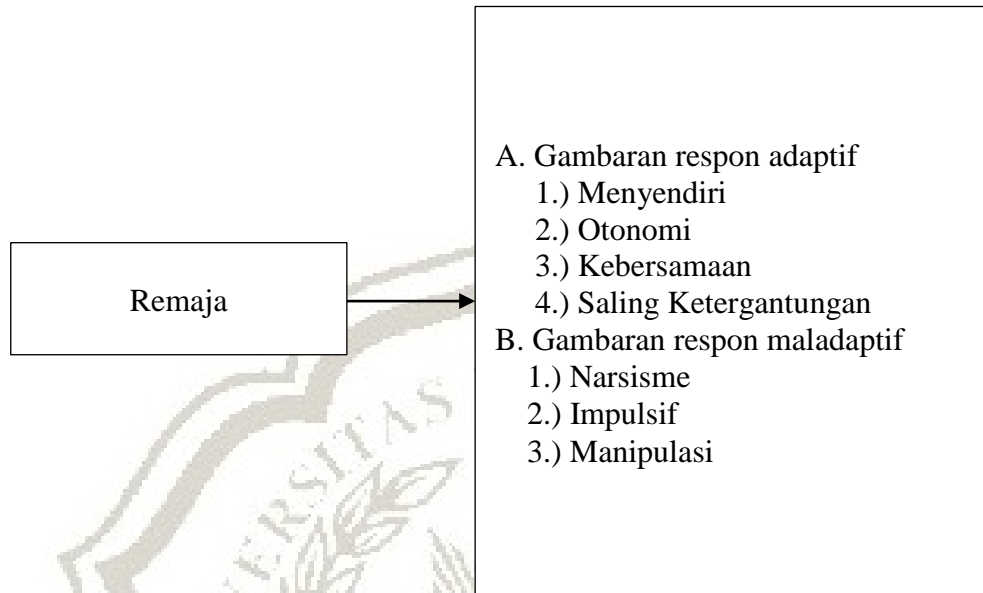 Remaja
A. Gambaran respon adaptif
1.) Menyendiri
2.) Otonomi
3.) Kebersamaan
4.) Saling Ketergantungan
B. Gambaran respon maladaptif
1.) Narsisme
2.) Impulsif
3.) Manipulasi